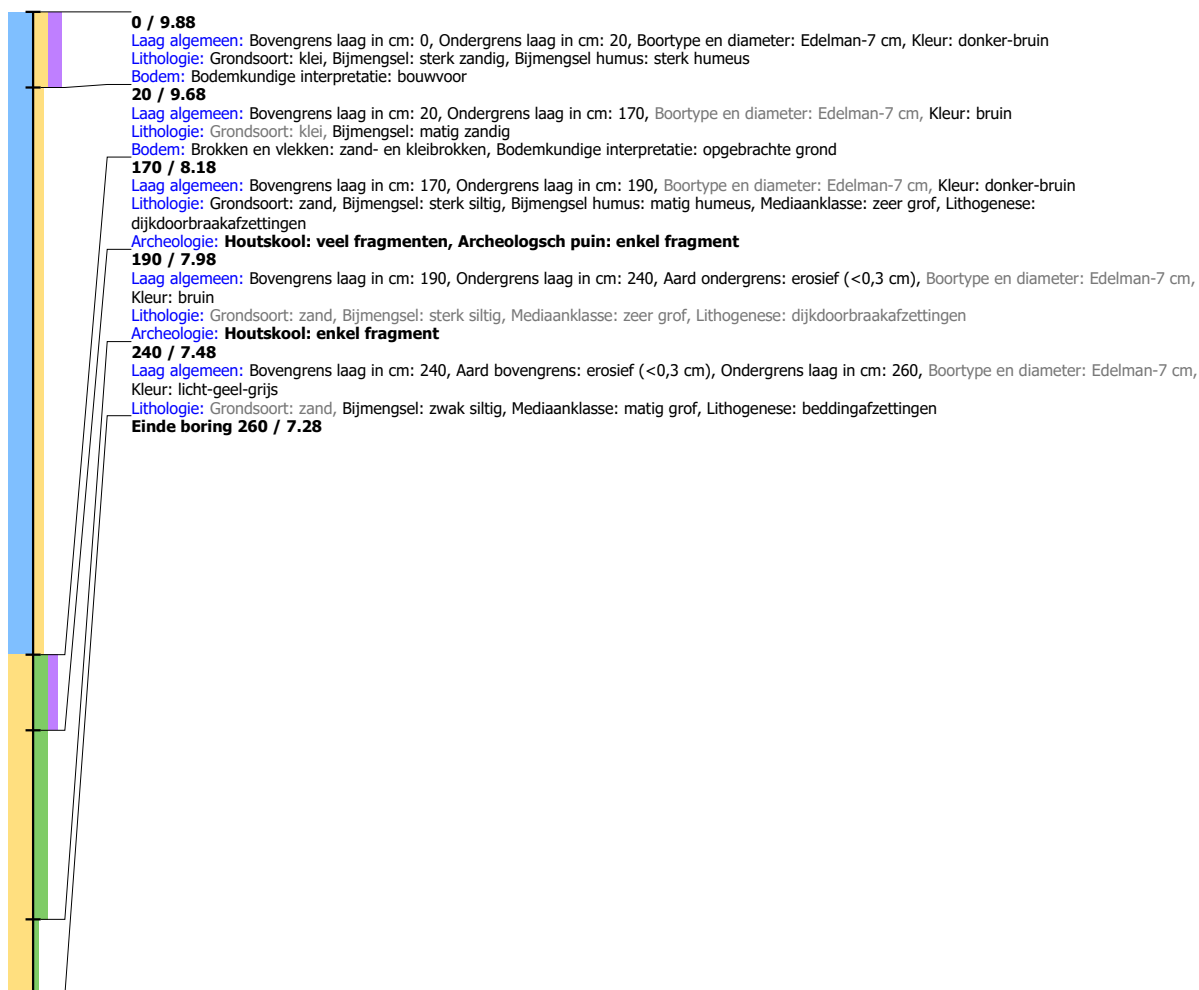 0 / 9.88
Laag algemeen: Bovengrens laag in cm: 0, Ondergrens laag in cm: 20, Boortype en diameter: Edelman-7 cm, Kleur: donker-bruin
Lithologie: Grondsoort: klei, Bijmengsel: sterk zandig, Bijmengsel humus: sterk humeus
Bodem: Bodemkundige interpretatie: bouwvoor
20 / 9.68
Laag algemeen: Bovengrens laag in cm: 20, Ondergrens laag in cm: 170, Boortype en diameter: Edelman-7 cm, Kleur: bruin
Lithologie: Grondsoort: klei, Bijmengsel: matig zandig
Bodem: Brokken en vlekken: zand- en kleibrokken, Bodemkundige interpretatie: opgebrachte grond
170 / 8.18
Laag algemeen: Bovengrens laag in cm: 170, Ondergrens laag in cm: 190, Boortype en diameter: Edelman-7 cm, Kleur: donker-bruin
Lithologie: Grondsoort: zand, Bijmengsel: sterk siltig, Bijmengsel humus: matig humeus, Mediaanklasse: zeer grof, Lithogenese:
dijkdoorbraakafzettingen
Archeologie: Houtskool: veel fragmenten, Archeologsch puin: enkel fragment
190 / 7.98
Laag algemeen: Bovengrens laag in cm: 190, Ondergrens laag in cm: 240, Aard ondergrens: erosief (<0,3 cm), Boortype en diameter: Edelman-7 cm,
Kleur: bruin
Lithologie: Grondsoort: zand, Bijmengsel: sterk siltig, Mediaanklasse: zeer grof, Lithogenese: dijkdoorbraakafzettingen
Archeologie: Houtskool: enkel fragment
240 / 7.48
Laag algemeen: Bovengrens laag in cm: 240, Aard bovengrens: erosief (<0,3 cm), Ondergrens laag in cm: 260, Boortype en diameter: Edelman-7 cm,
Kleur: licht-geel-grijs
Lithologie: Grondsoort: zand, Bijmengsel: zwak siltig, Mediaanklasse: matig grof, Lithogenese: beddingafzettingen
Einde boring 260 / 7.28